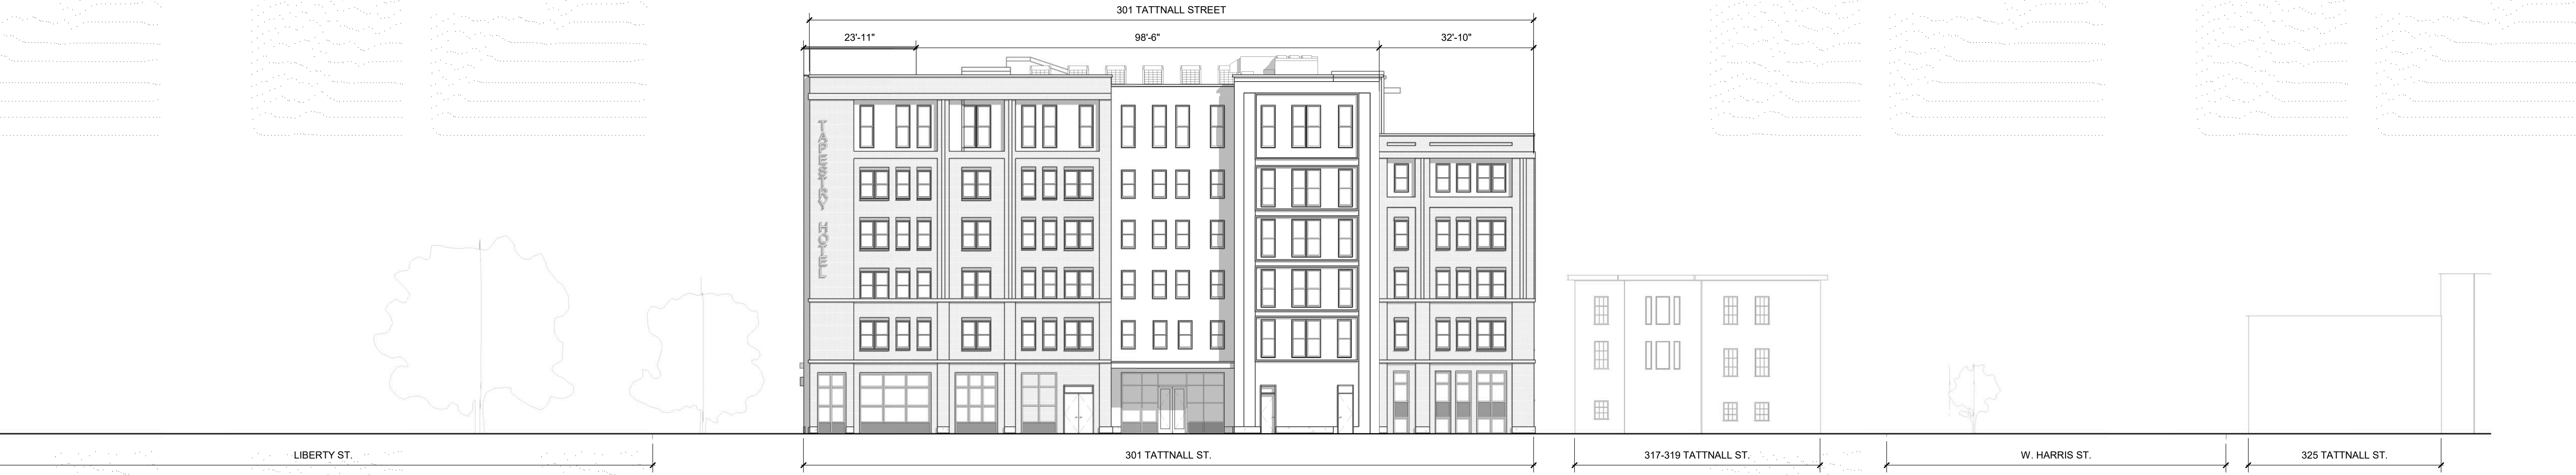 301 TATTNALL STREET
23'-11"
98'-6"
32'-10"
TAPESTRY HOTEL
LIBERTY ST.
301 TATTNALL ST.
317-319 TATTNALL ST.
W. HARRIS ST.
325 TATTNALL ST.